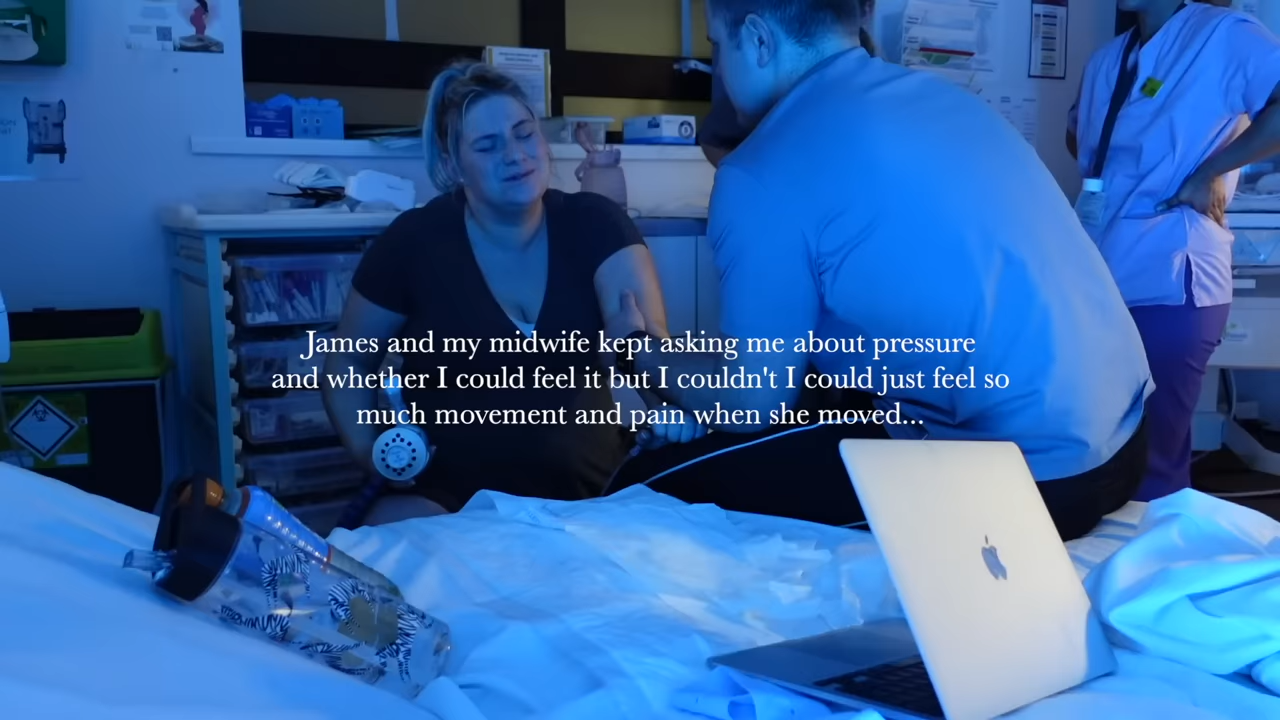 James and my midwife kept asking me about pressure
and whether I could feel it but I couldn't I could just feel so
much movement and pain when she moved...